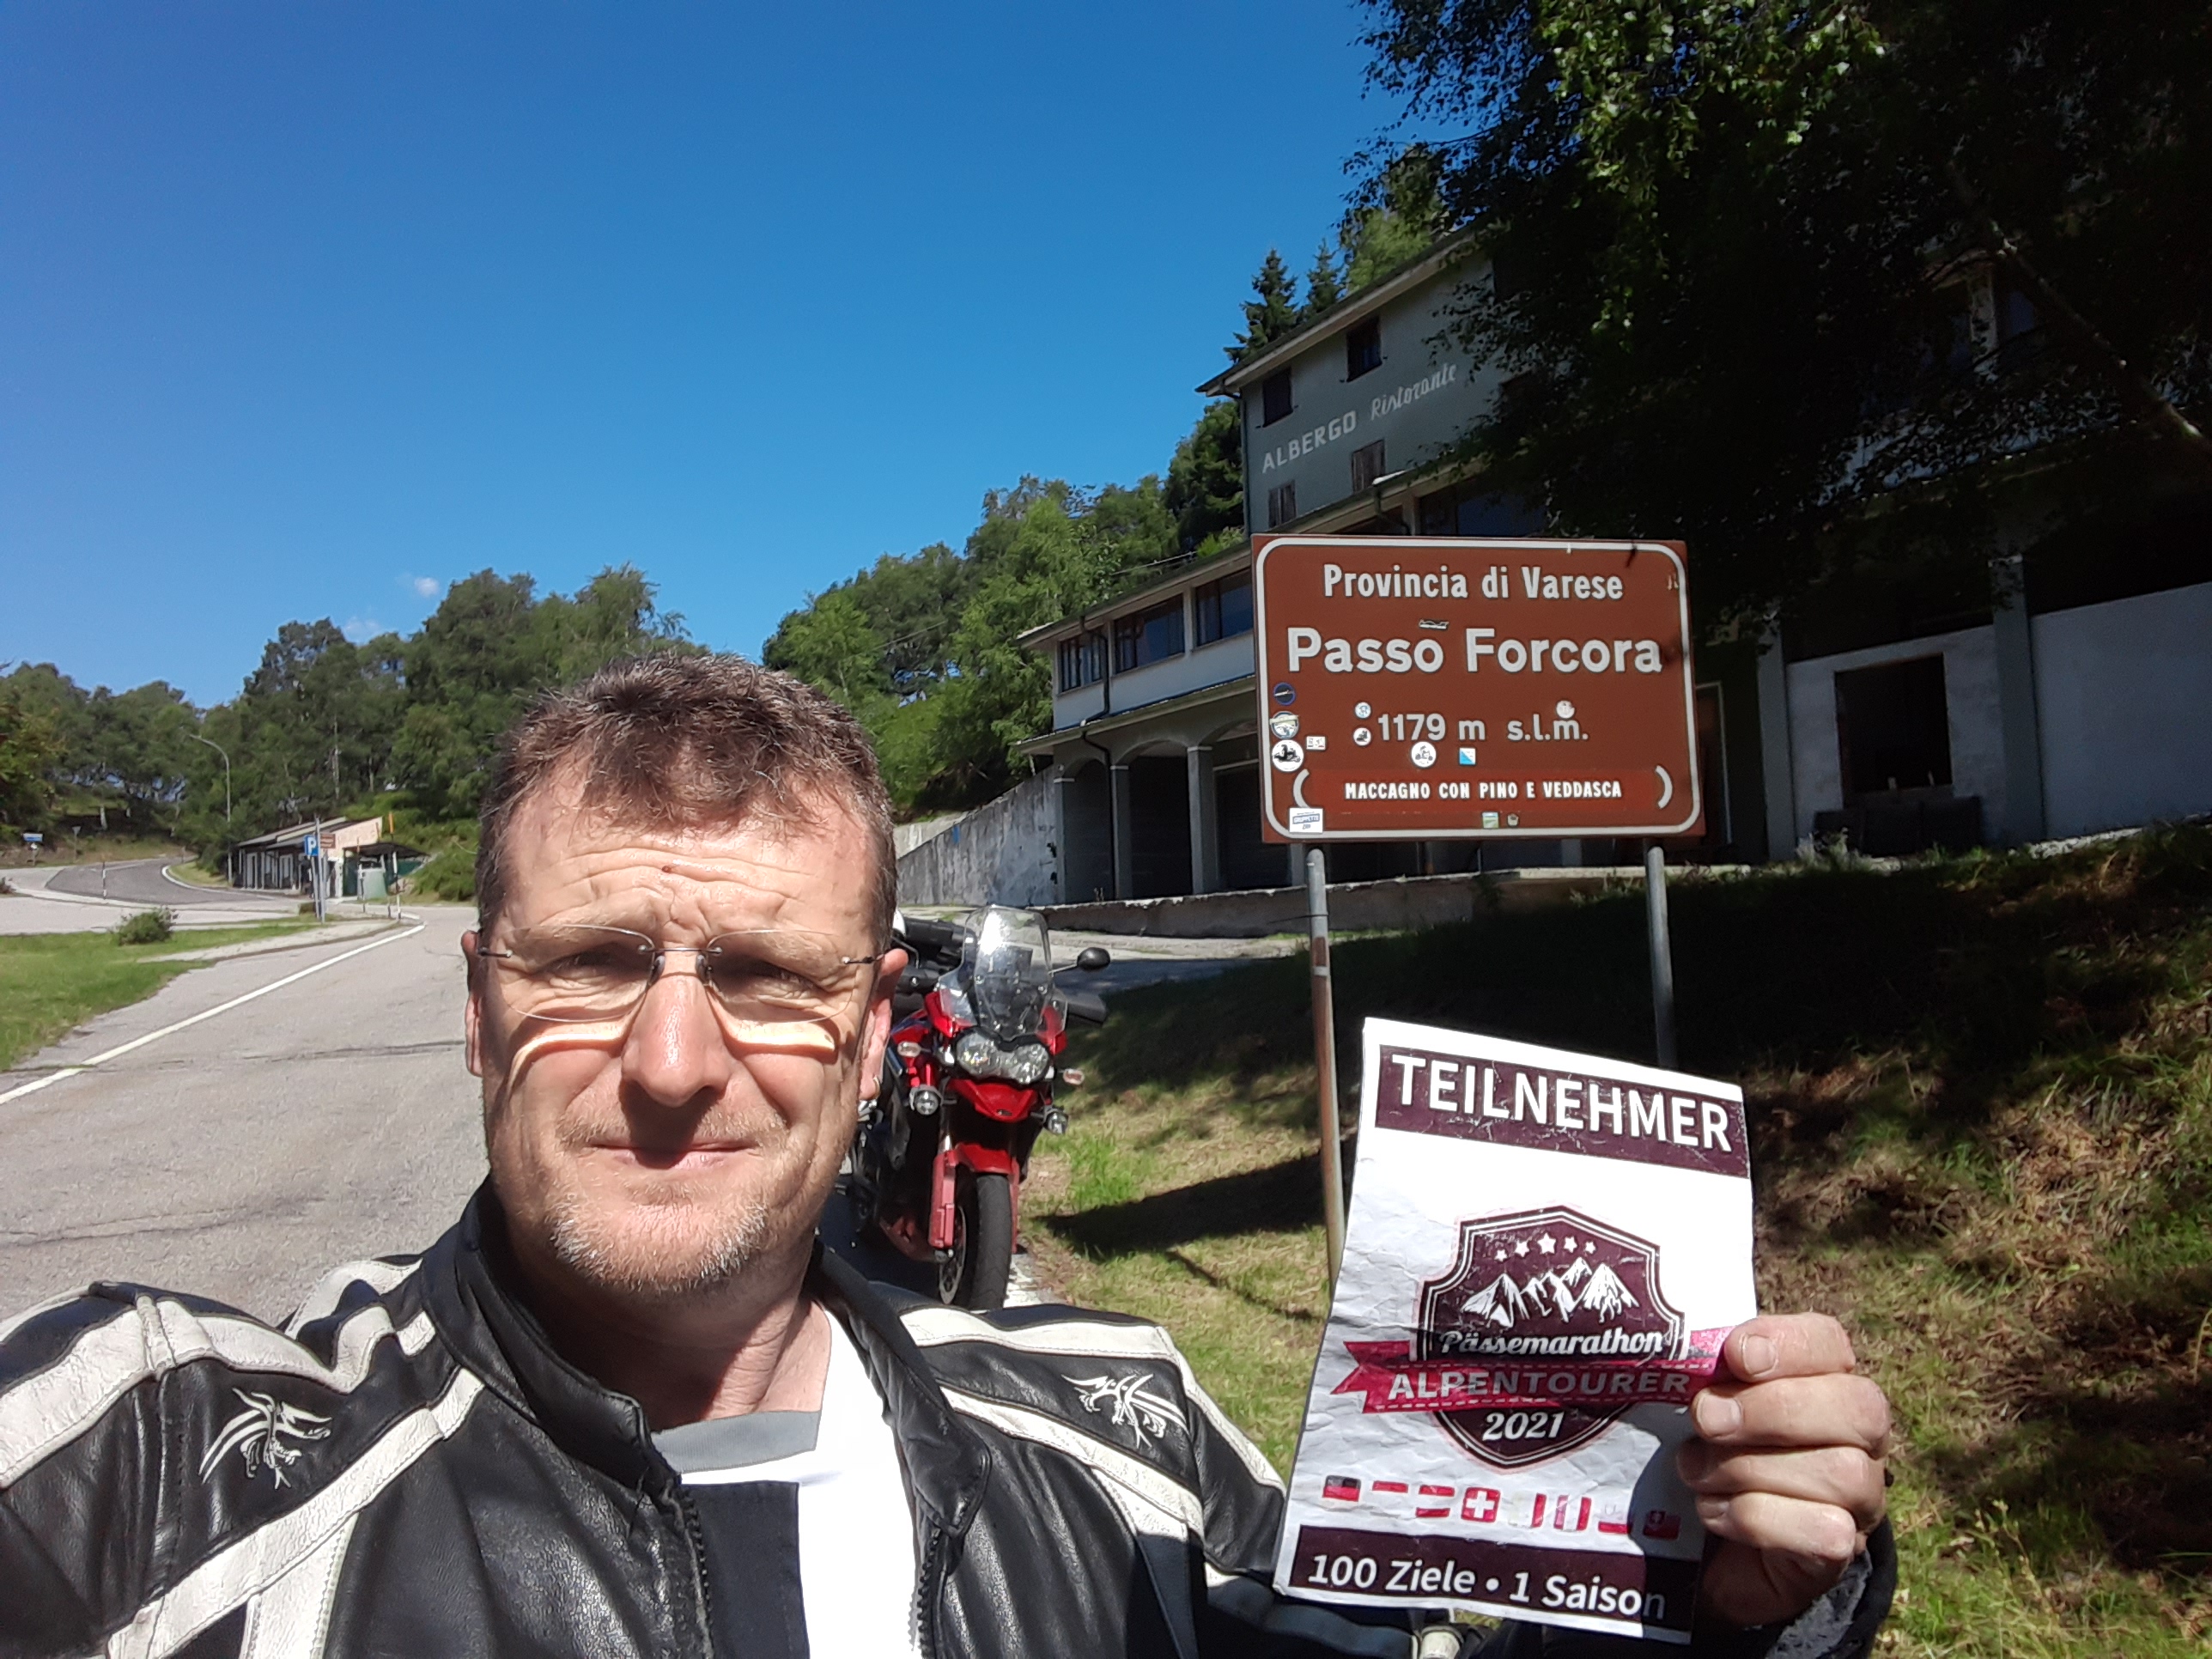 ALBERGO Ristorante
Provincia di Varese
Passo Forcora
1179 m s.l.m.
MACCAGNO CON PINO E VEDDASCA
P
TEILNEHMER
Pässemarathon
ALPENTOURER
2021
100 Ziele • 1 Saison